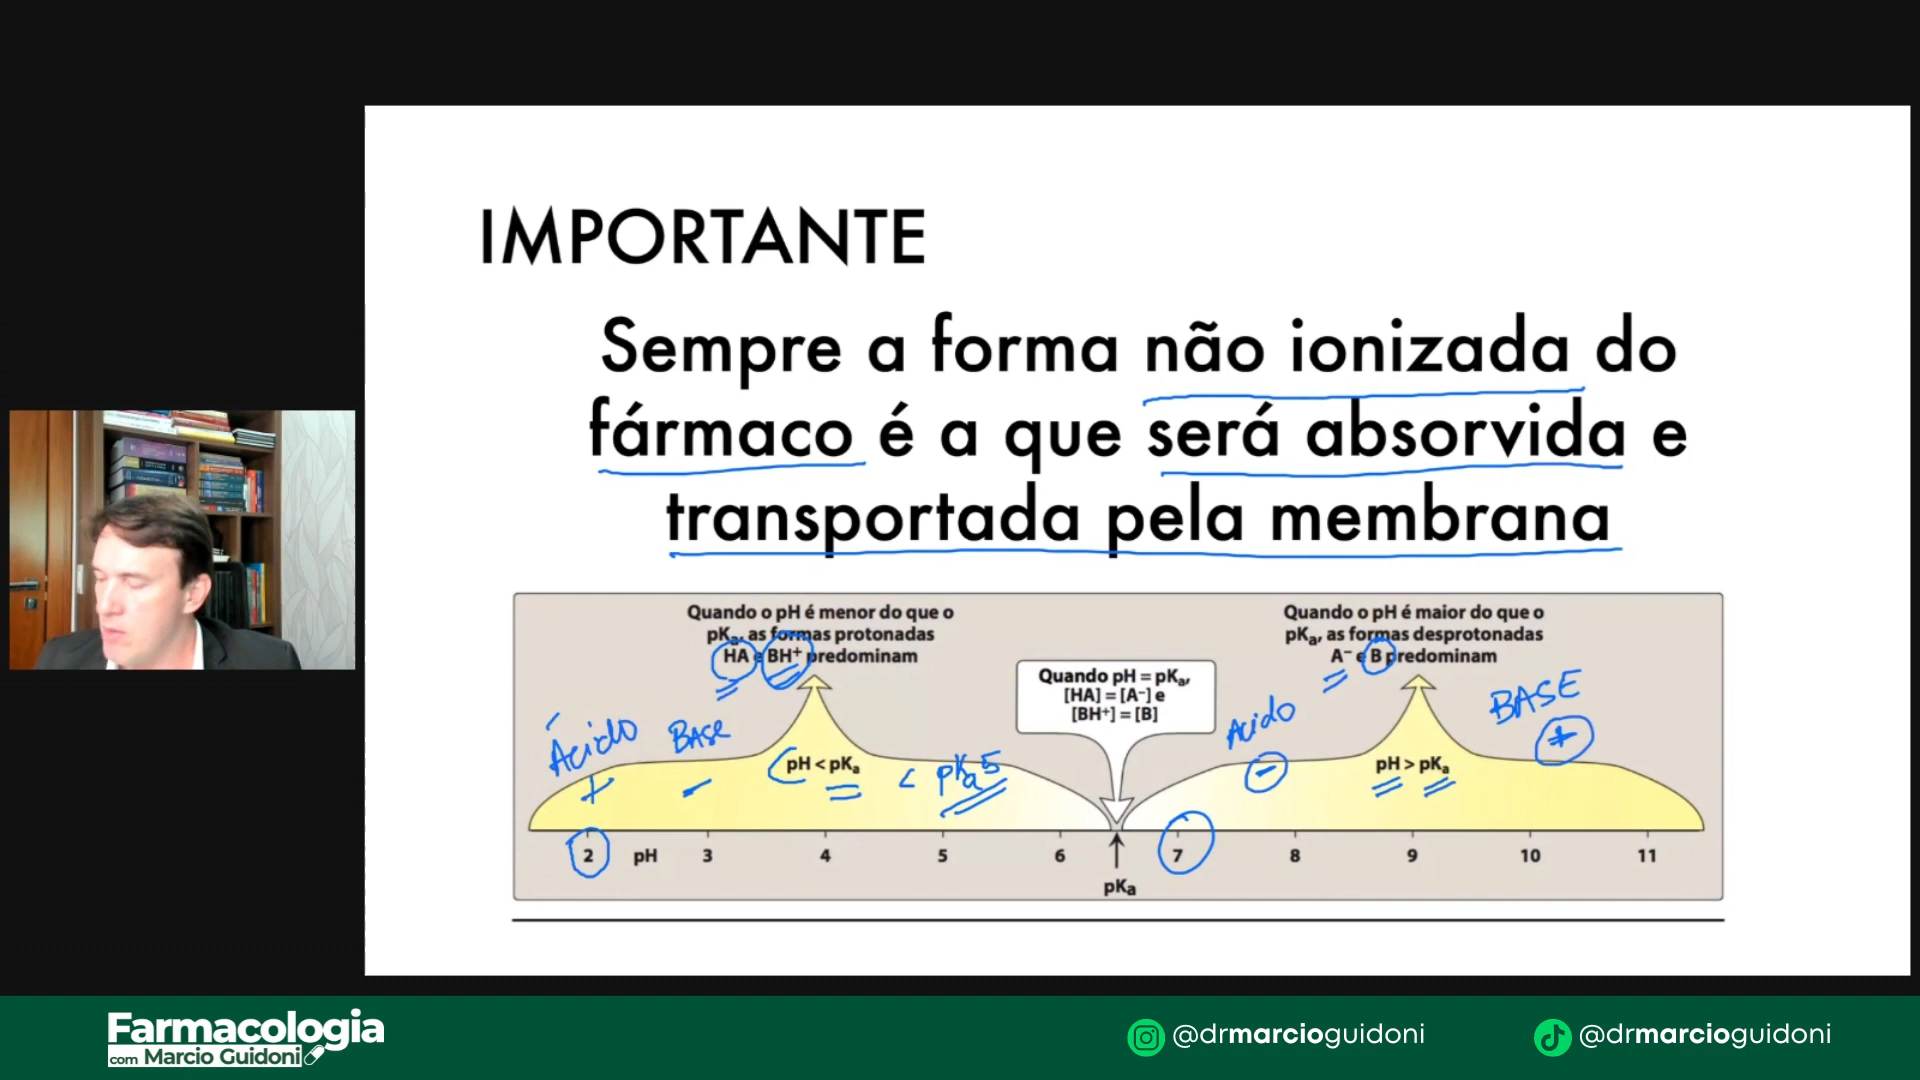 IMPORTANTE
Sempre a forma não ionizada do
fármaco é a que será absorvida e
transportada pela membrana
Quando o pH é menor do que o
pKa, as formas protonadas
HA e BH⁺ predominam
Quando o pH é maior do que o
pKa, as formas desprotonadas
A⁻ e B predominam
Quando pH = pKa,
[HA] = [A⁻] e
[BH⁺] = [B]
Ácido
+
BASE
-
pH < pKa
< pKa 5
Acido
-
pH > pKa
BASE
+
2 pH 3 4 5 6 7 8 9 10 11
pKa
Farmacologia
com Marcio Guidoni
@drmarcioguidoni
@drmarcioguidoni